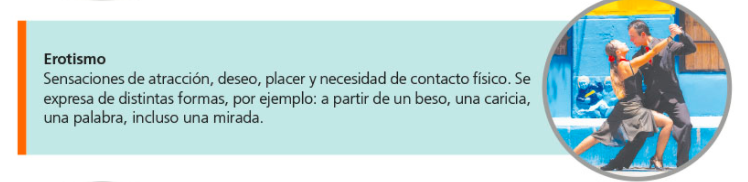 Erotismo
Sensaciones de atracción, deseo, placer y necesidad de contacto físico. Se
expresa de distintas formas, por ejemplo: a partir de un beso, una caricia,
una palabra, incluso una mirada.